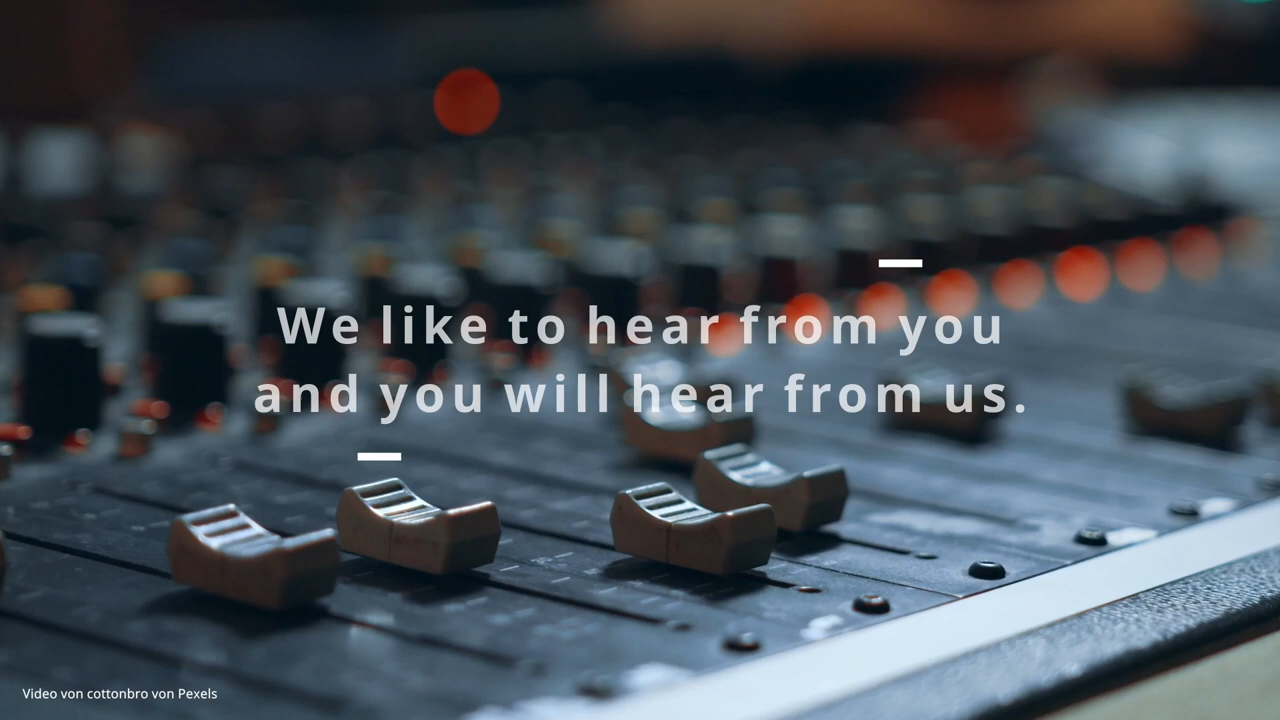 We like to hear from you
and you will hear from us.
Video von cottonbro von Pexels